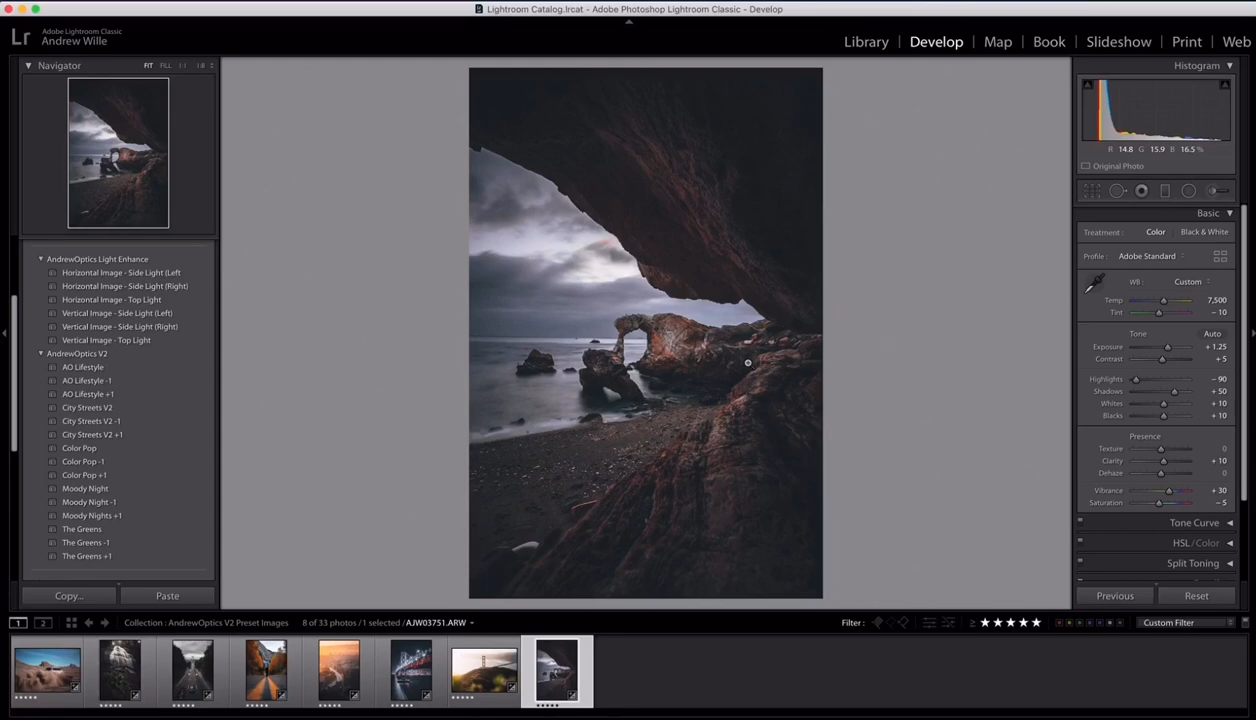 Lightroom Catalog.lrcat - Adobe Photoshop Lightroom Classic - Develop
Lr
Adobe Lightroom Classic
Andrew Wille
Library | Develop | Map | Book | Slideshow | Print | Web
Navigator FIT FILL 1:1 1:8
AndrewOptics Light Enhance
Horizontal Image - Side Light (Left
Horizontal Image - Side Light (Right)
Horizontal Image - Top Light
Vertical Image - Side Light (Left)
Vertical Image - Side Light (Right)
Vertical Image - Top Light
AndrewOptics V2
AO Lifestyle
AO Lifestyle -1
AO Lifestyle +1
City Streets V2
City Streets V2 -1
City Streets V2 +1
Color Pop
Color Pop -1
Color Pop +1
Moody Night
Moody Night -1
Moody Nights +1
The Greens
The Greens -1
The Greens +1
Copy... Paste
Histogram
R 14.8 G 15.9 B 16.5 %
Original Photo
Basic
Treatment : Color Black & White
Profile : Adobe Standard
WB : Custom
Temp 7,500
Tint - 10
Tone Auto
Exposure + 1.25
Contrast + 5
Highlights - 90
Shadows + 50
Whites + 10
Blacks + 10
Presence
Texture 0
Clarity + 10
Dehaze 0
Vibrance + 30
Saturation - 5
Tone Curve
HSL / Color
Split Toning
Previous Reset
1 2 Collection : AndrewOptics V2 Preset Images 8 of 33 photos / 1 selected / AJW03751.ARW Filter : ≥ ★★★★★ Custom Filter